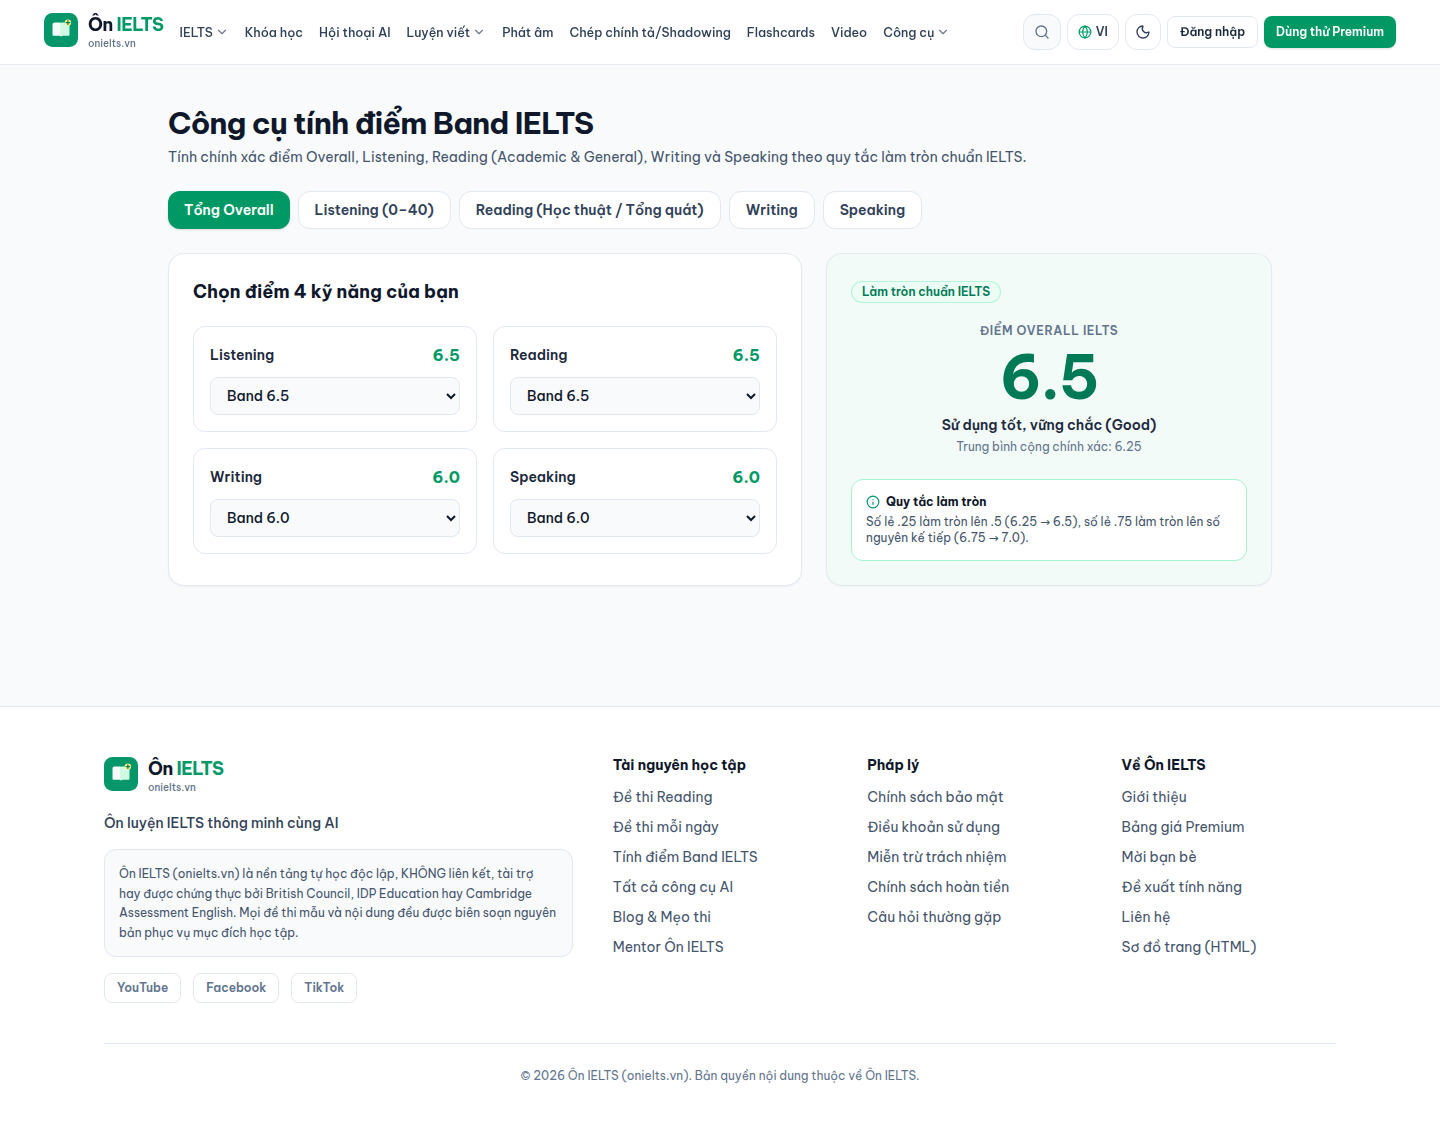 Ôn IELTS
onielts.vn
IELTS
Khóa học
Hội thoại AI
Luyện viết
Phát âm
Chép chính tả/Shadowing
Flashcards
Video
Công cụ
VI
Đăng nhập
Dùng thử Premium
Công cụ tính điểm Band IELTS
Tính chính xác điểm Overall, Listening, Reading (Academic & General), Writing và Speaking theo quy tắc làm tròn chuẩn IELTS.
Tổng Overall
Listening (0–40)
Reading (Học thuật / Tổng quát)
Writing
Speaking
Chọn điểm 4 kỹ năng của bạn
Listening 6.5
Band 6.5
Reading 6.5
Band 6.5
Writing 6.0
Band 6.0
Speaking 6.0
Band 6.0
Làm tròn chuẩn IELTS
ĐIỂM OVERALL IELTS
6.5
Sử dụng tốt, vững chắc (Good)
Trung bình cộng chính xác: 6.25
Quy tắc làm tròn
Số lẻ .25 làm tròn lên .5 (6.25 → 6.5), số lẻ .75 làm tròn lên số
nguyên kế tiếp (6.75 → 7.0).
Ôn IELTS
onielts.vn
Ôn luyện IELTS thông minh cùng AI
Ôn IELTS (onielts.vn) là nền tảng tự học độc lập, KHÔNG liên kết, tài trợ
hay được chứng thực bởi British Council, IDP Education hay Cambridge
Assessment English. Mọi đề thi mẫu và nội dung đều được biên soạn nguyên
bản phục vụ mục đích học tập.
YouTube
Facebook
TikTok
Tài nguyên học tập
Đề thi Reading
Đề thi mỗi ngày
Tính điểm Band IELTS
Tất cả công cụ AI
Blog & Mẹo thi
Mentor Ôn IELTS
Pháp lý
Chính sách bảo mật
Điều khoản sử dụng
Miễn trừ trách nhiệm
Chính sách hoàn tiền
Câu hỏi thường gặp
Về Ôn IELTS
Giới thiệu
Bảng giá Premium
Mời bạn bè
Đề xuất tính năng
Liên hệ
Sơ đồ trang (HTML)
© 2026 Ôn IELTS (onielts.vn). Bản quyền nội dung thuộc về Ôn IELTS.